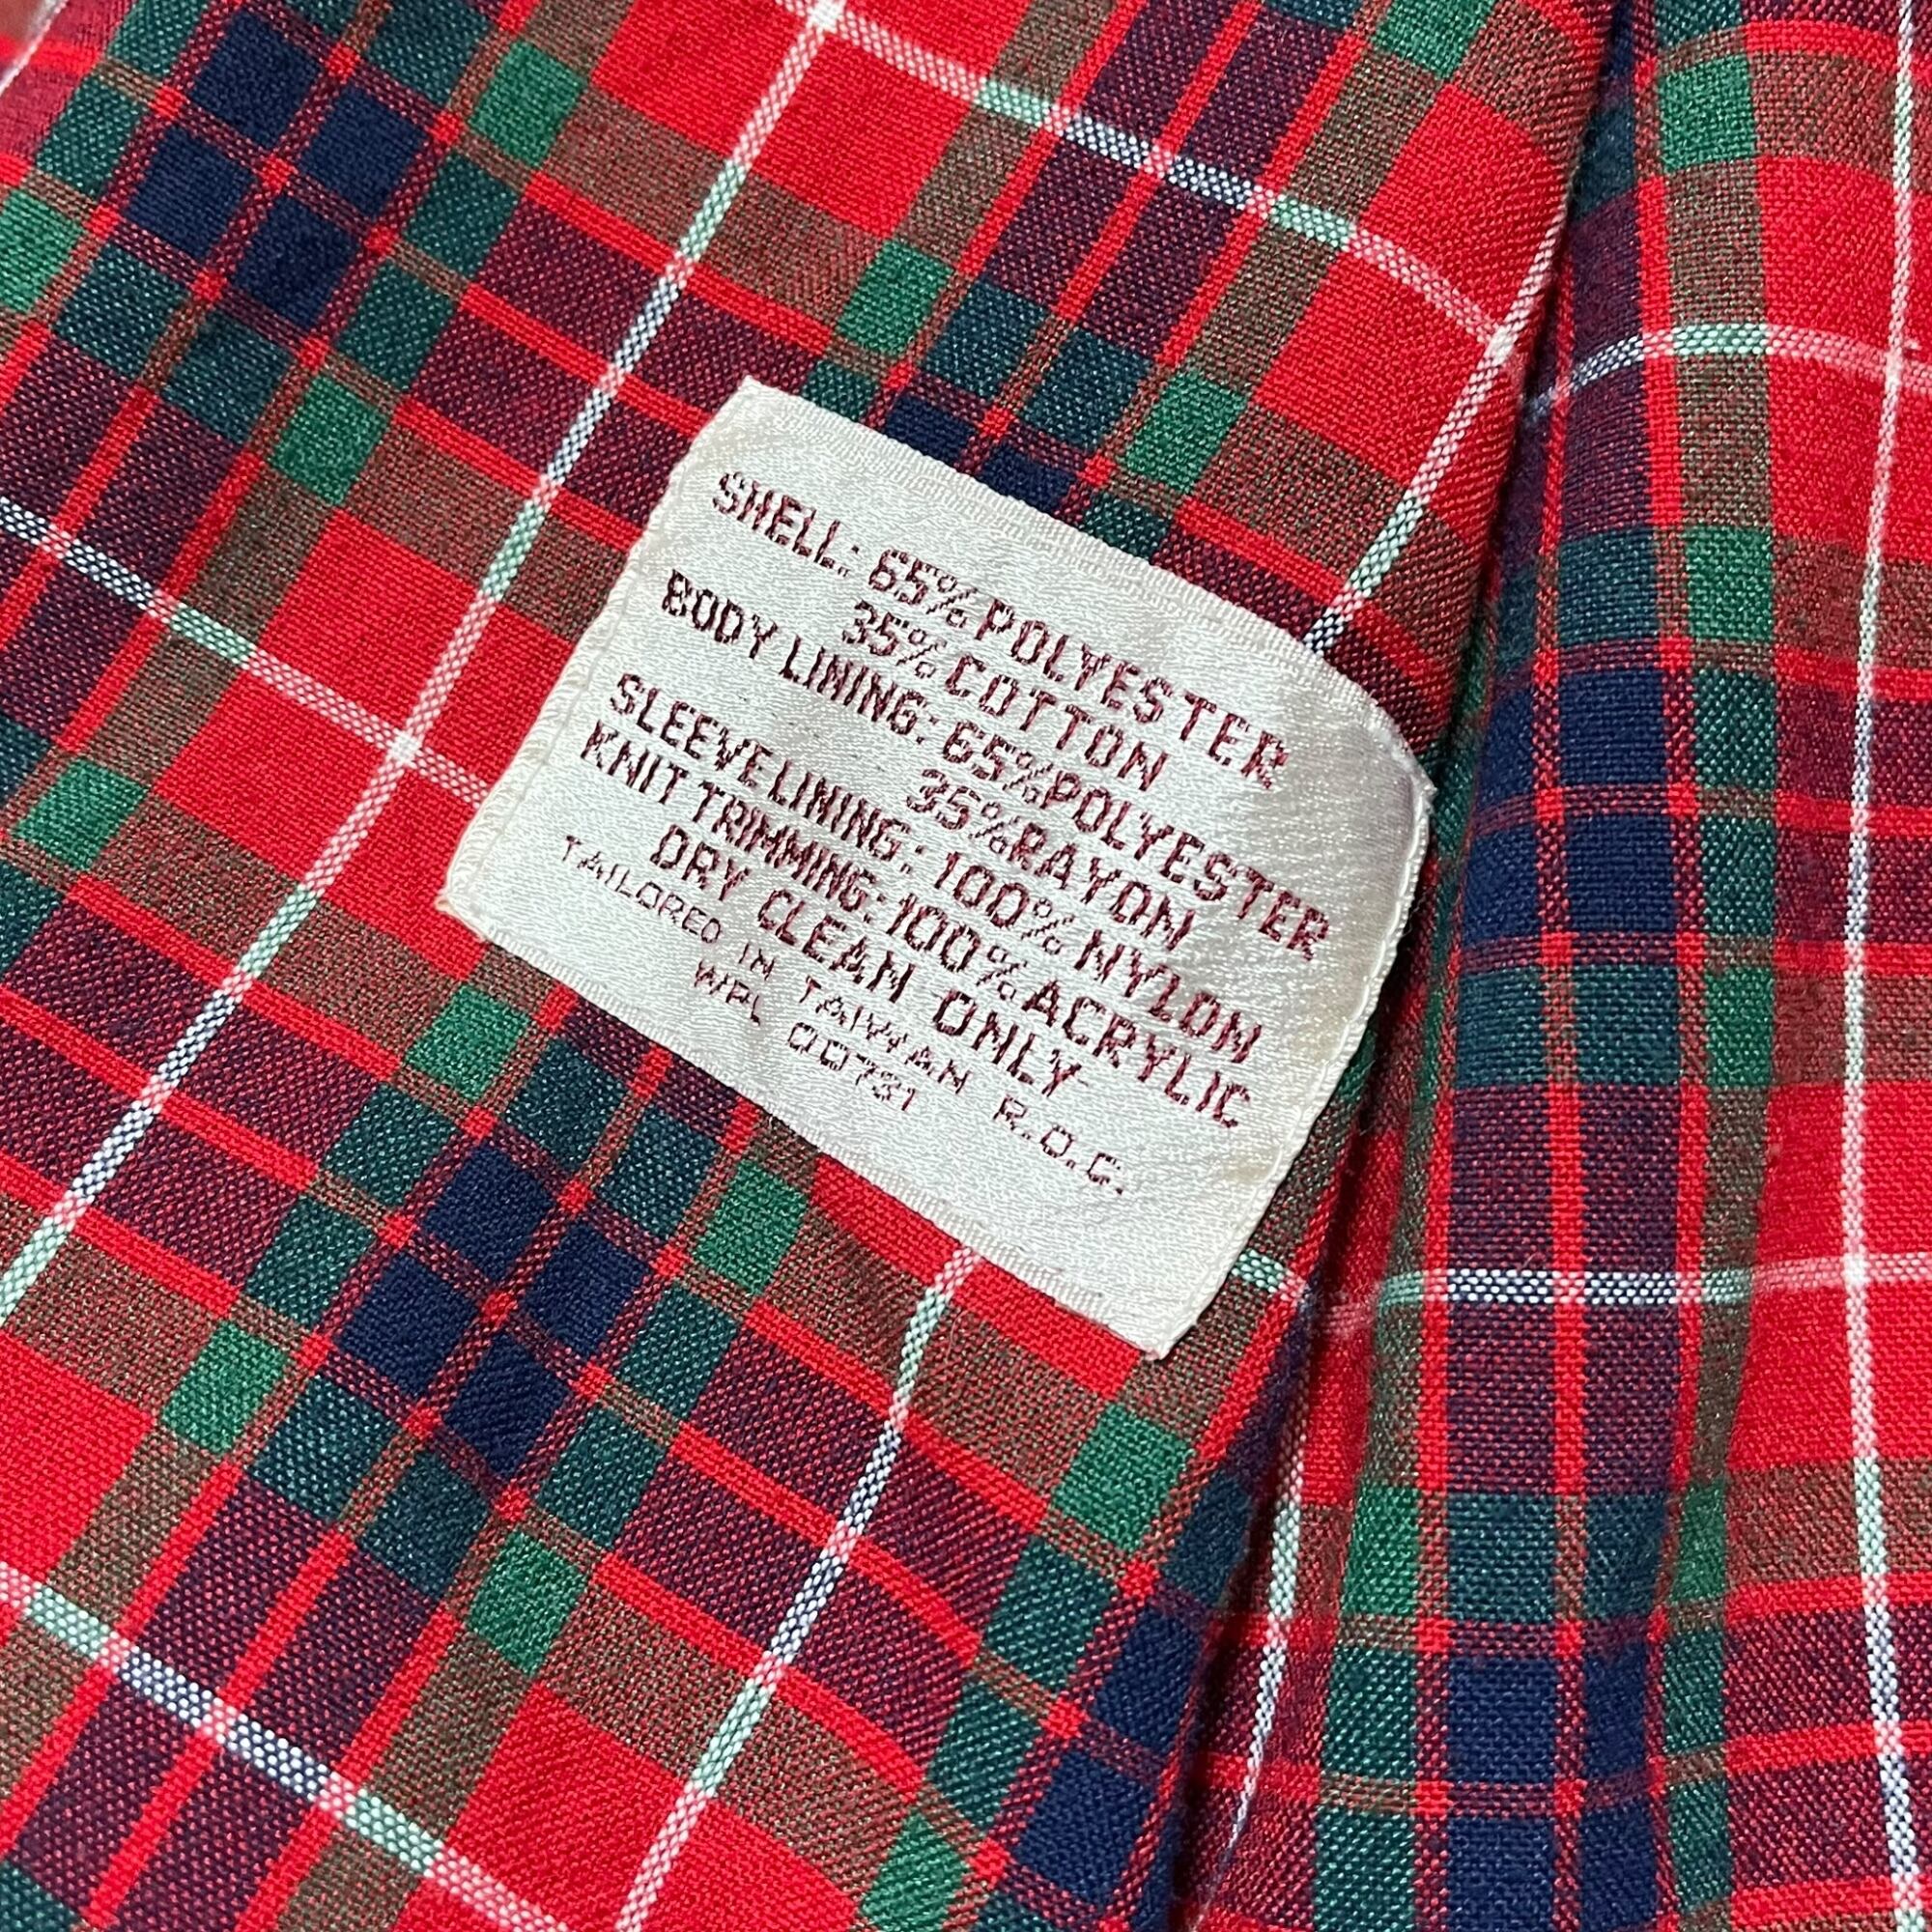 SHELL: 65% POLYESTER
35% COTTON
BODY LINING: 65% POLYESTER
35% RAYON
SLEEVE LINING: 100% NYLON
KNIT TRIMMING: 100% ACRYLIC
DRY CLEAN ONLY
TAILORED IN TAIWAN R.O.C.
WPL 00731